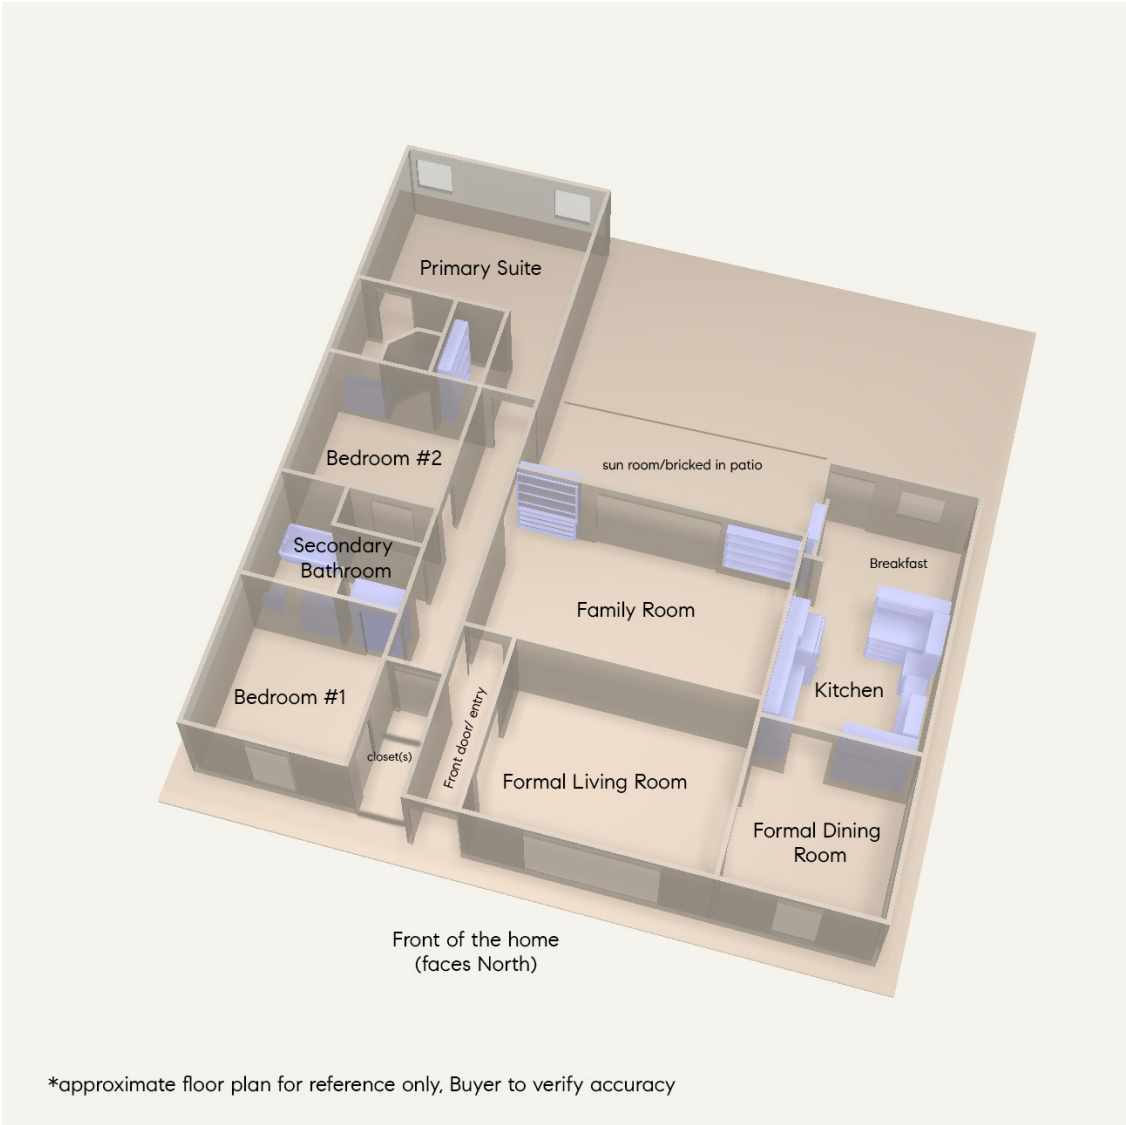 Primary Suite
Bedroom #2
sun room/bricked in patio
Secondary
Bathroom
Breakfast
Family Room
Bedroom #1
Kitchen
closet(s)
Front door/ entry
Formal Living Room
Formal Dining
Room
Front of the home
(faces North)
*approximate floor plan for reference only, Buyer to verify accuracy